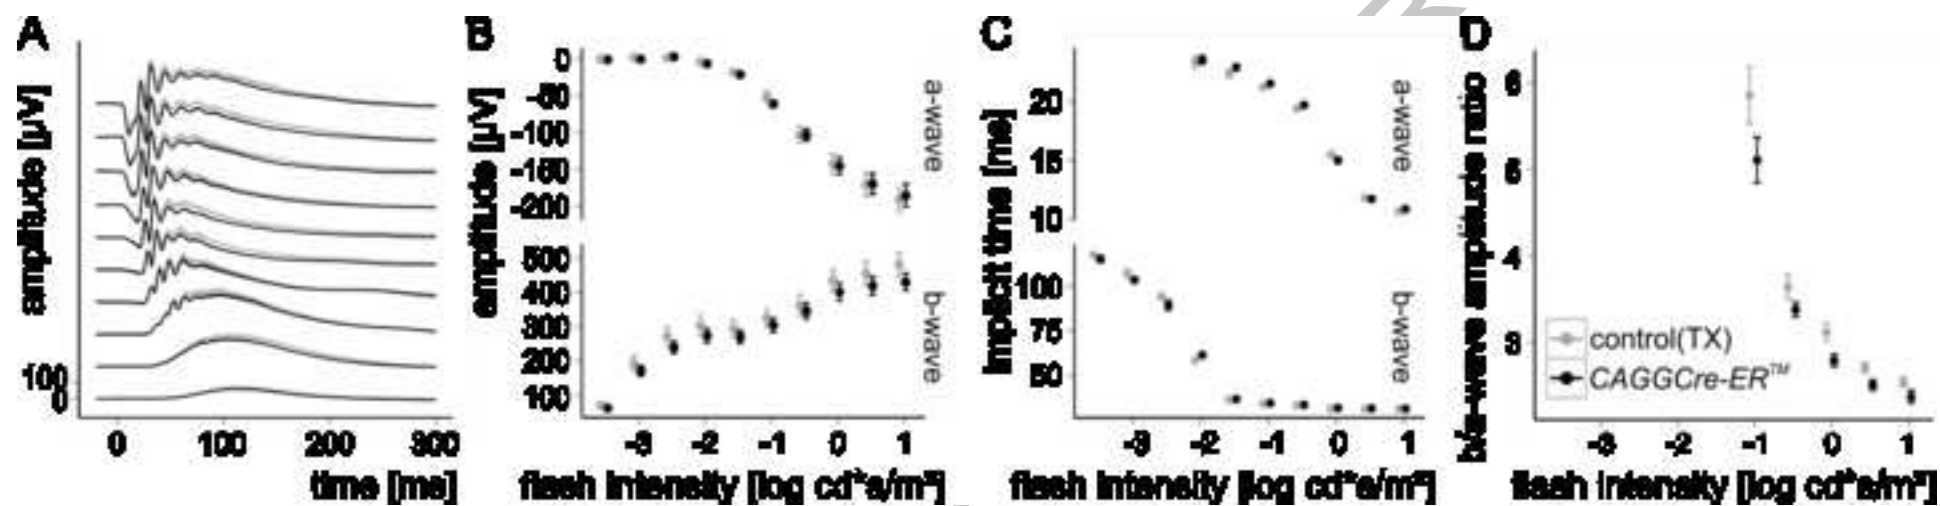 A
amplitude [µV]
100
0
0 100 200 300
time [ms]
B
amplitude [µV]
0
-50
-100
-150
-200
a-wave
500
400
300
200
100
b-wave
-3 -2 -1 0 1
flash intensity [log cd*s/m²]
C
implicit time [ms]
20
15
10
a-wave
100
75
50
b-wave
-3 -2 -1 0 1
flash intensity [log cd*s/m²]
D
b/a-wave amplitude ratio
6
5
4
3
control(TX)
CAGGCre-ER™
-3 -2 -1 0 1
flash intensity [log cd*s/m²]